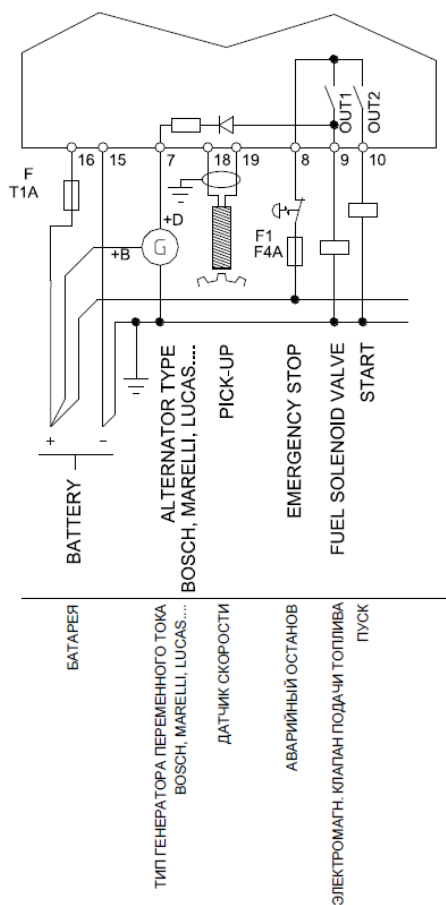 OUT1
OUT2
F
T1A
16
15
7
18
19
8
9
10
+D
+B
G
F1
F4A
+
-
BATTERY
ALTERNATOR TYPE
BOSCH, MARELLI, LUCAS....
PICK-UP
EMERGENCY STOP
FUEL SOLENOID VALVE
START
БАТАРЕЯ
ТИП ГЕНЕРАТОРА ПЕРЕМЕННОГО ТОКА
BOSCH, MARELLI, LUCAS....
ДАТЧИК СКОРОСТИ
АВАРИЙНЫЙ ОСТАНОВ
ЭЛЕКТРОМАГН. КЛАПАН ПОДАЧИ ТОПЛИВА
ПУСК